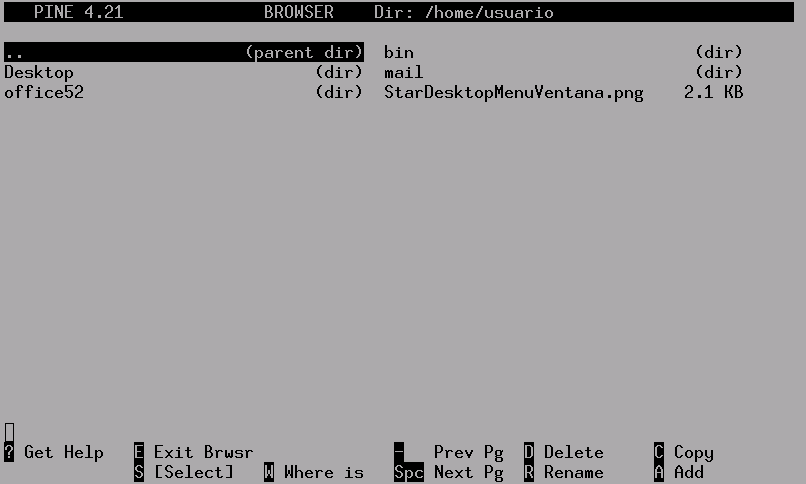 PINE 4.21 BROWSER Dir: /home/usuario
.. (parent dir) bin (dir)
Desktop (dir) mail (dir)
office52 (dir) StarDesktopMenuVentana.png 2.1 KB
? Get Help E Exit Brwsr - Prev Pg D Delete C Copy
S [Select] W Where is Spc Next Pg R Rename A Add